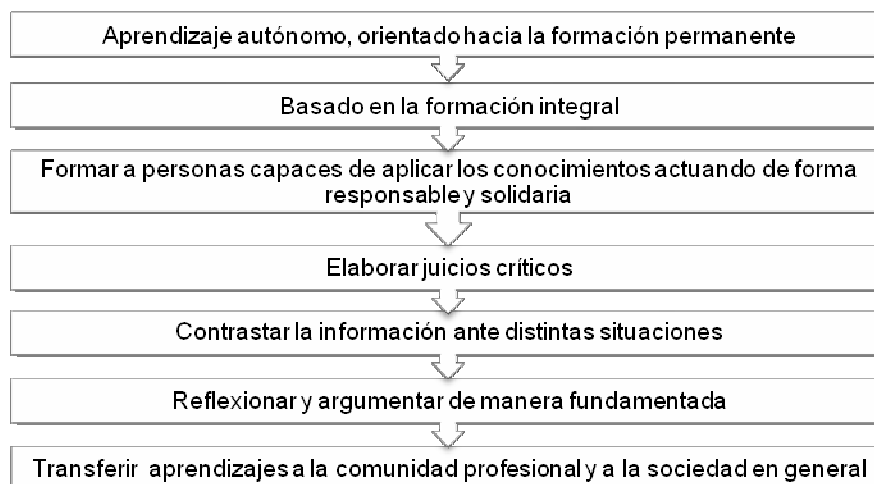 Aprendizaje autónomo, orientado hacia la formación permanente
Basado en la formación integral
Formar a personas capaces de aplicar los conocimientos actuando de forma
responsable y solidaria
Elaborar juicios críticos
Contrastar la información ante distintas situaciones
Reflexionar y argumentar de manera fundamentada
Transferir aprendizajes a la comunidad profesional y a la sociedad en general